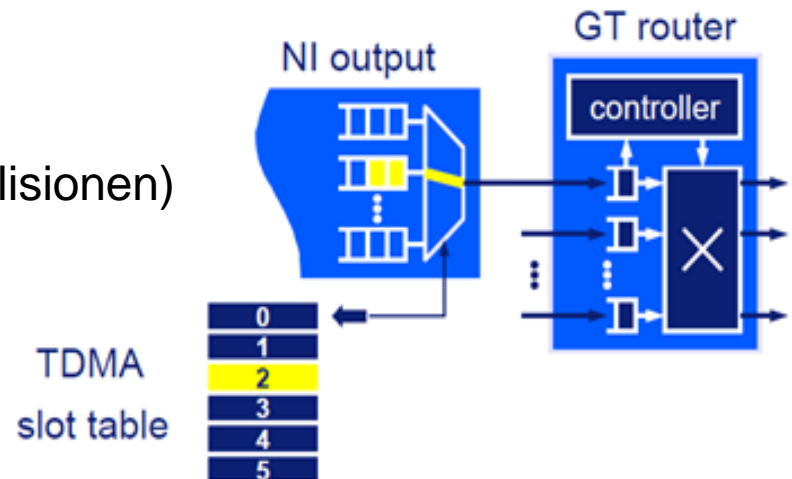 GT router
NI output
controller
lisionen)
0
1
TDMA
2
3
slot table
4
5